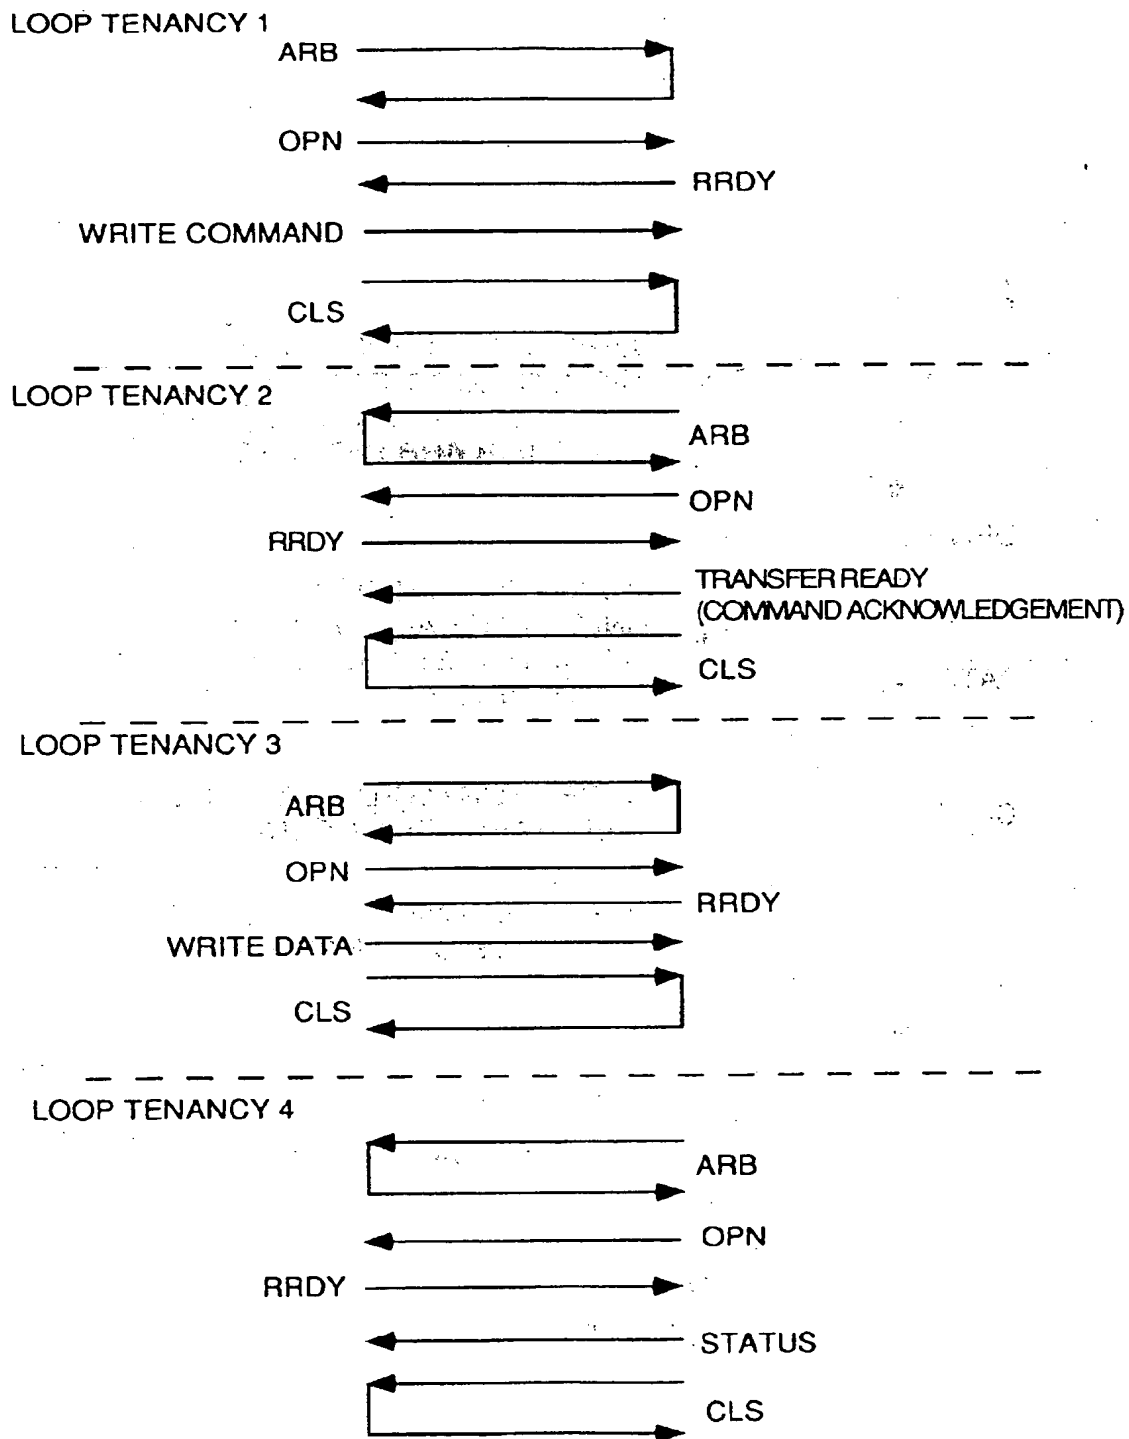 LOOP TENANCY 1
ARB
OPN
RRDY
WRITE COMMAND
CLS
LOOP TENANCY 2
ARB
OPN
RRDY
TRANSFER READY
(COMMAND ACKNOWLEDGEMENT)
CLS
LOOP TENANCY 3
ARB
OPN
RRDY
WRITE DATA
CLS
LOOP TENANCY 4
ARB
OPN
RRDY
STATUS
CLS